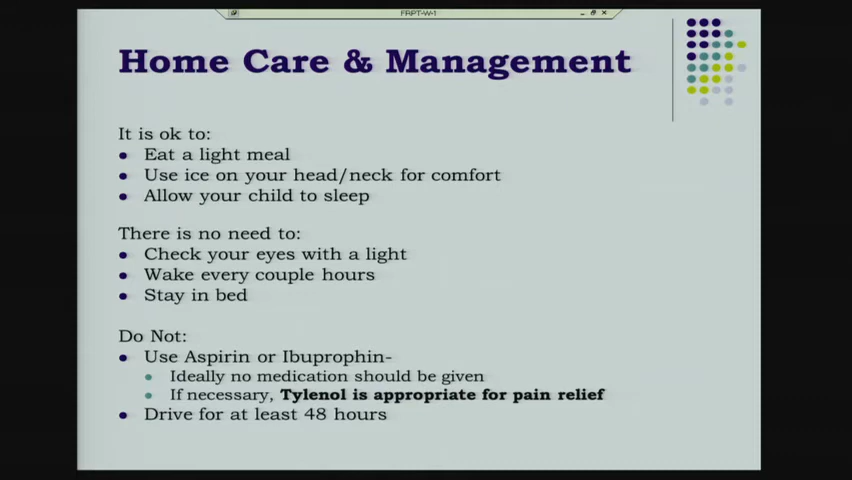 FRPT-W-1
Home Care & Management
It is ok to:
Eat a light meal
Use ice on your head/neck for comfort
Allow your child to sleep
There is no need to:
Check your eyes with a light
Wake every couple hours
Stay in bed
Do Not:
Use Aspirin or Ibuprophin-
Ideally no medication should be given
If necessary, Tylenol is appropriate for pain relief
Drive for at least 48 hours